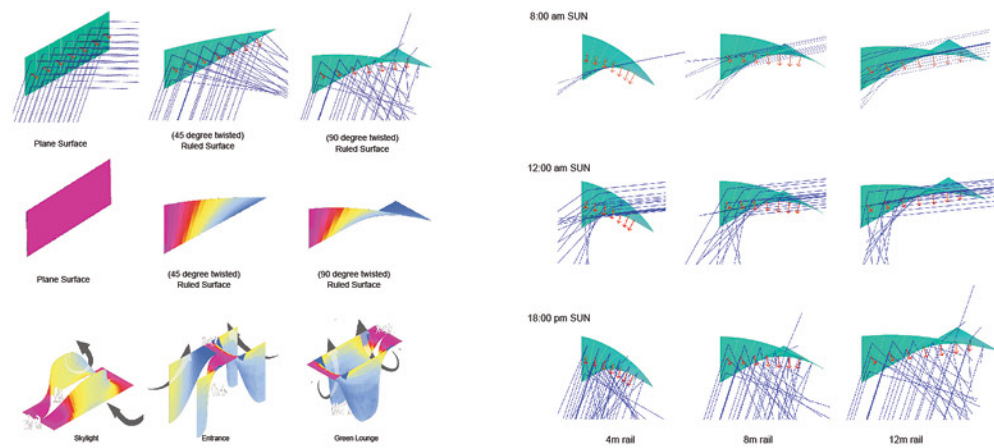 Plane Surface
(45 degree twisted)
Ruled Surface
(90 degree twisted)
Ruled Surface
Plane Surface
(45 degree twisted)
Ruled Surface
(90 degree twisted)
Ruled Surface
Skylight
Entrance
Green Lounge
8:00 am SUN
12:00 am SUN
18:00 pm SUN
4m rail
8m rail
12m rail